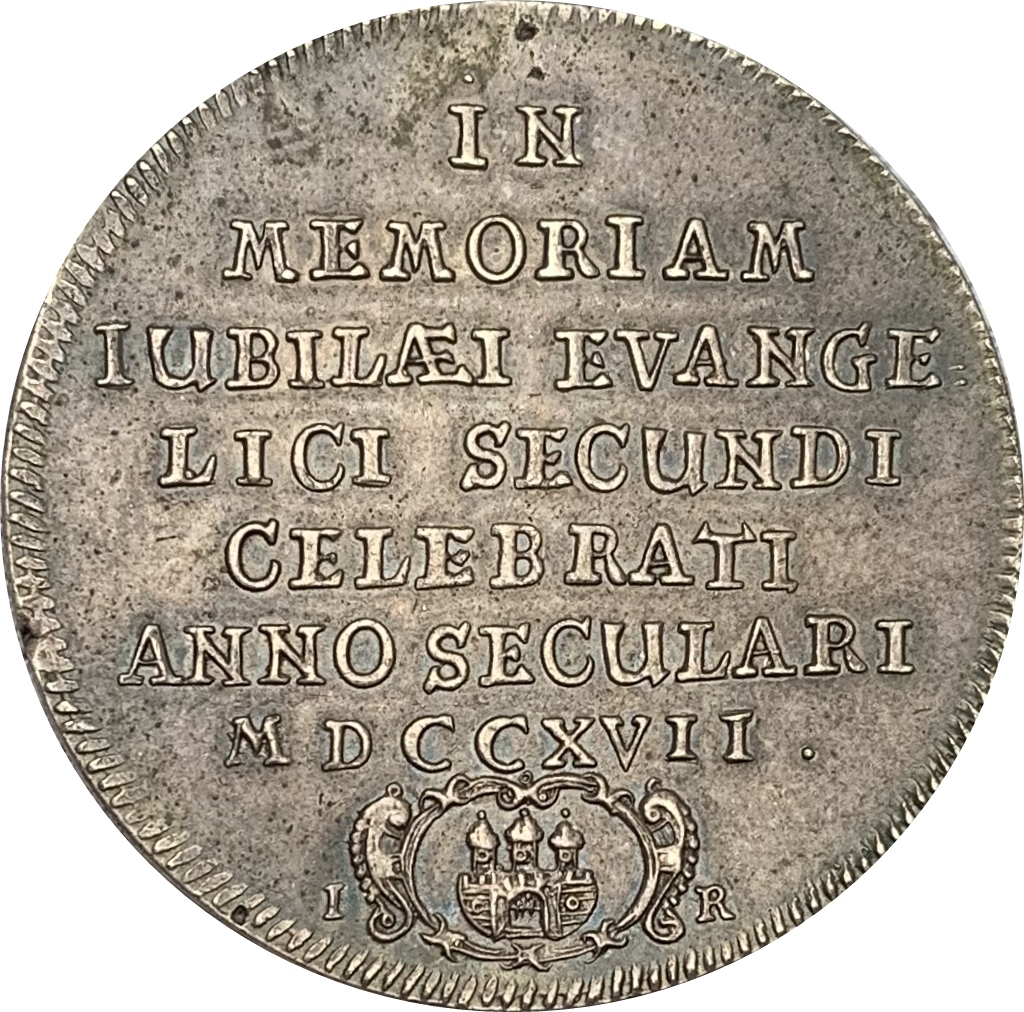 IN
MEMORIAM
IUBILÆI EVANGE
LICI SECUNDI
CELEBRATI
ANNO SECULARI
MDCCXVII.
I R